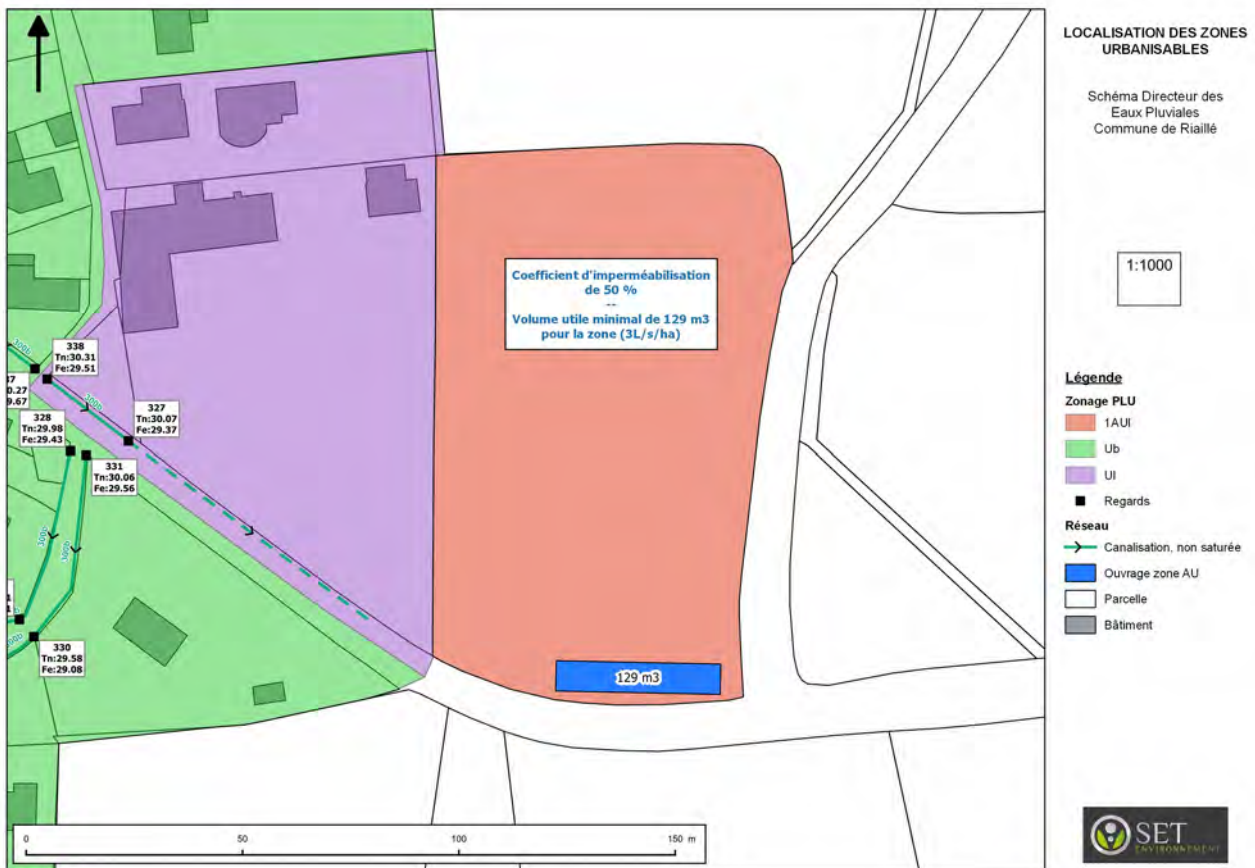 LOCALISATION DES ZONES
URBANISABLES
Schéma Directeur des
Eaux Pluviales
Commune de Riaillé
1:1000
Légende
Zonage PLU
1AUl
Ub
Ul
Regards
Réseau
Canalisation, non saturée
Ouvrage zone AU
Parcelle
Bâtiment
SET
ENVIRONNEMENT
Coefficient d'imperméabilisation
de 50 %
--
Volume utile minimal de 129 m3
pour la zone (3L/s/ha)
300b
338
Tn:30.31
Fe:29.51
300b
327
Tn:30.07
Fe:29.37
328
Tn:29.98
Fe:29.43
331
Tn:30.06
Fe:29.56
300b
300b
330
Tn:29.58
Fe:29.08
129 m3
0 50 100 150 m